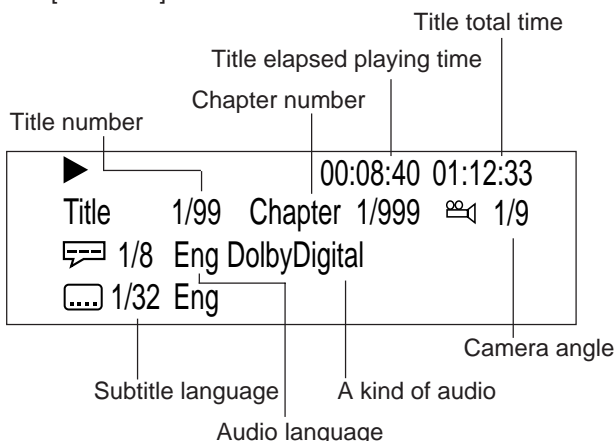 Title total time
Title elapsed playing time
Chapter number
Title number
00:08:40 01:12:33
Title 1/99 Chapter 1/999 1/9
1/8 Eng DolbyDigital
1/32 Eng
Camera angle
Subtitle language A kind of audio
Audio language